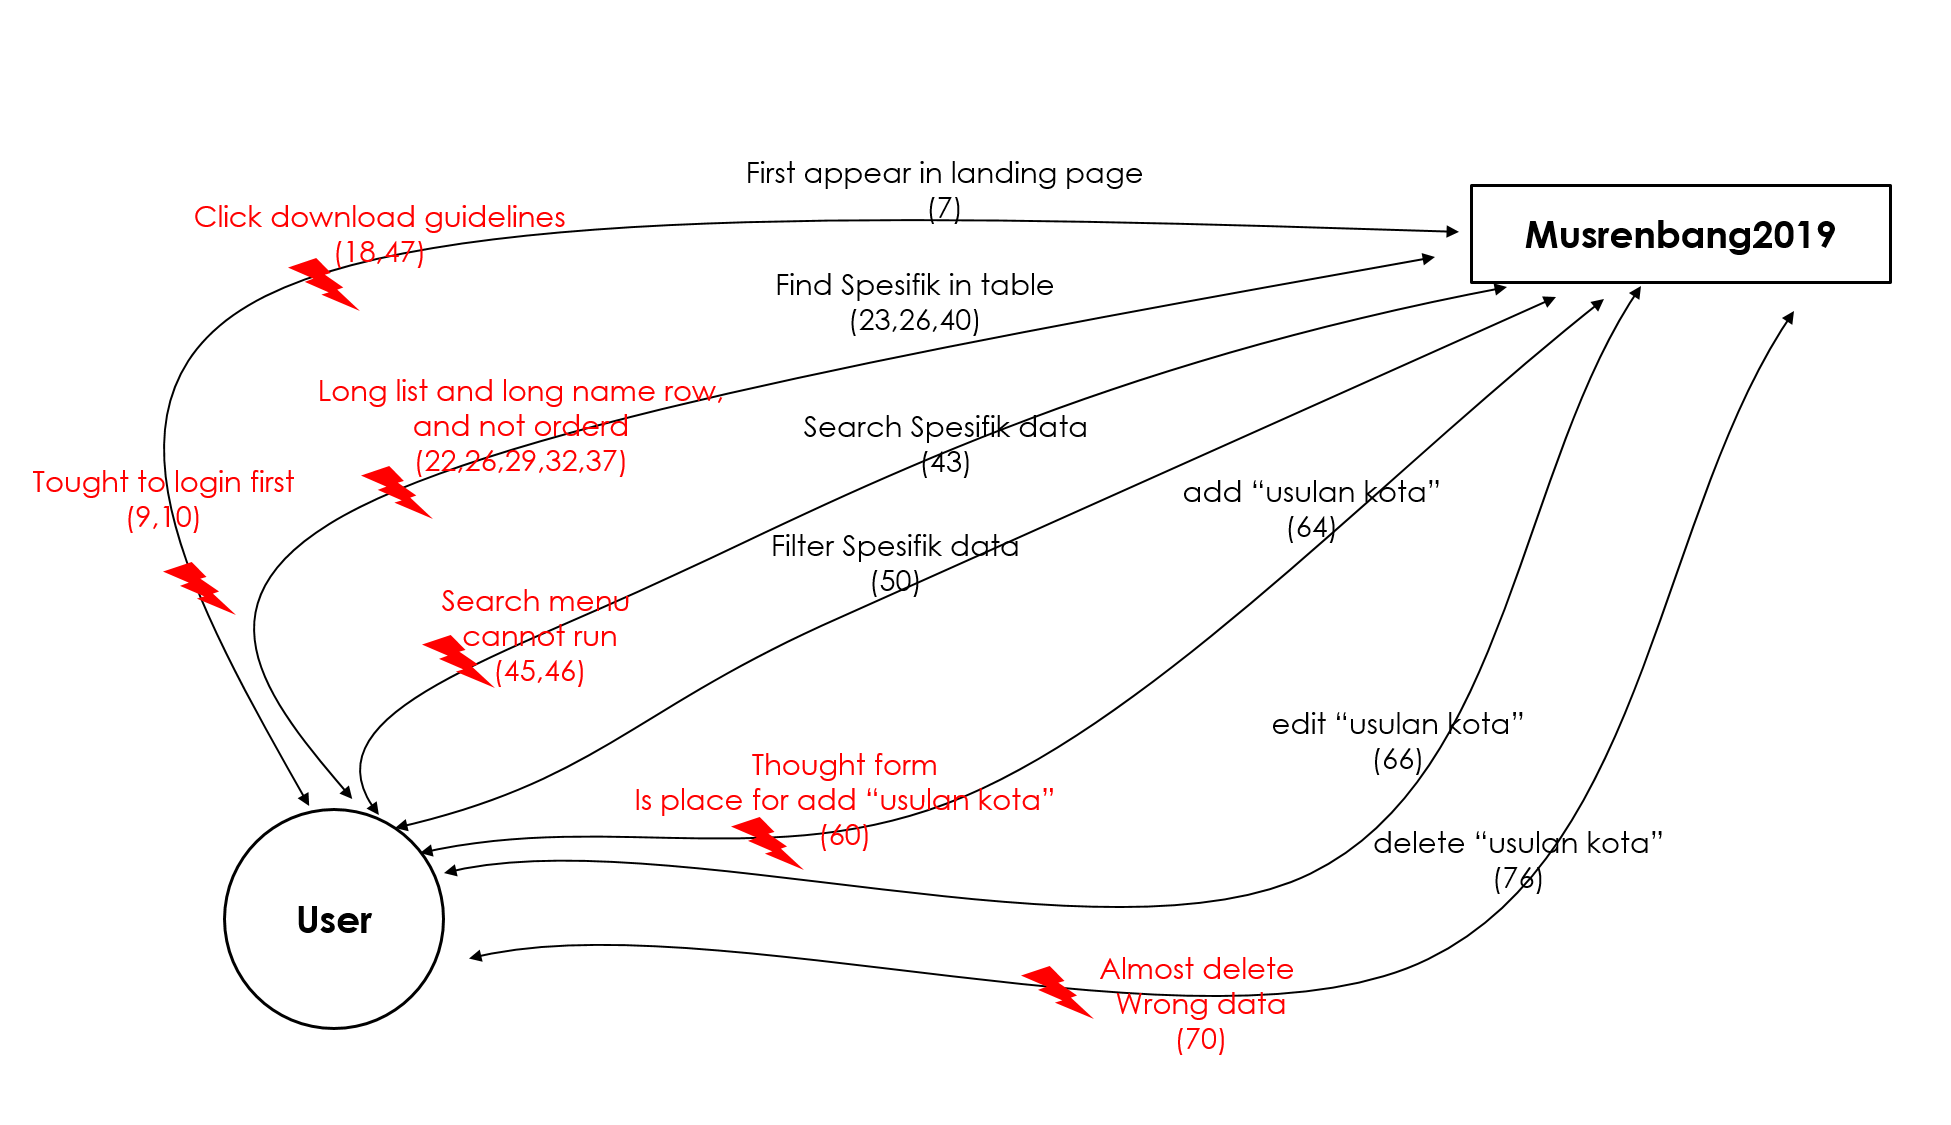 First appear in landing page
(7)
Click download guidelines
(18,47)
Musrenbang2019
Find Spesifik in table
(23,26,40)
Long list and long name row,
and not orderd
(22,26,29,32,37)
Search Spesifik data
(43)
Tought to login first
(9,10)
add “usulan kota”
(64)
Filter Spesifik data
(50)
Search menu
cannot run
(45,46)
edit “usulan kota”
(66)
Thought form
Is place for add “usulan kota”
(60)
delete “usulan kota”
(76)
User
Almost delete
Wrong data
(70)